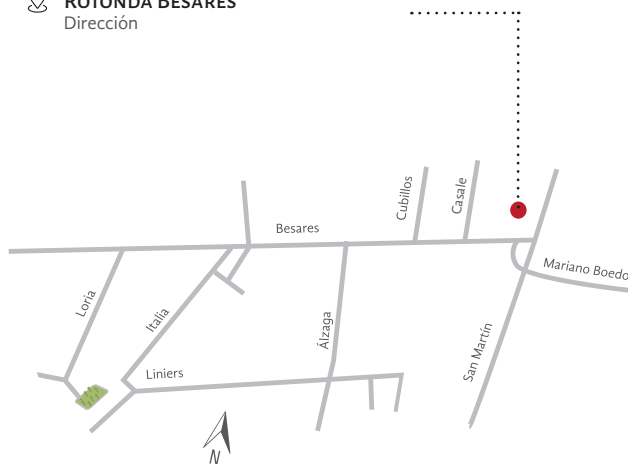 ROTONDA BESARES
Dirección
Cubillos
Casale
Besares
Mariano Boedo
Loria
Italia
Álzaga
San Martín
Liniers
N